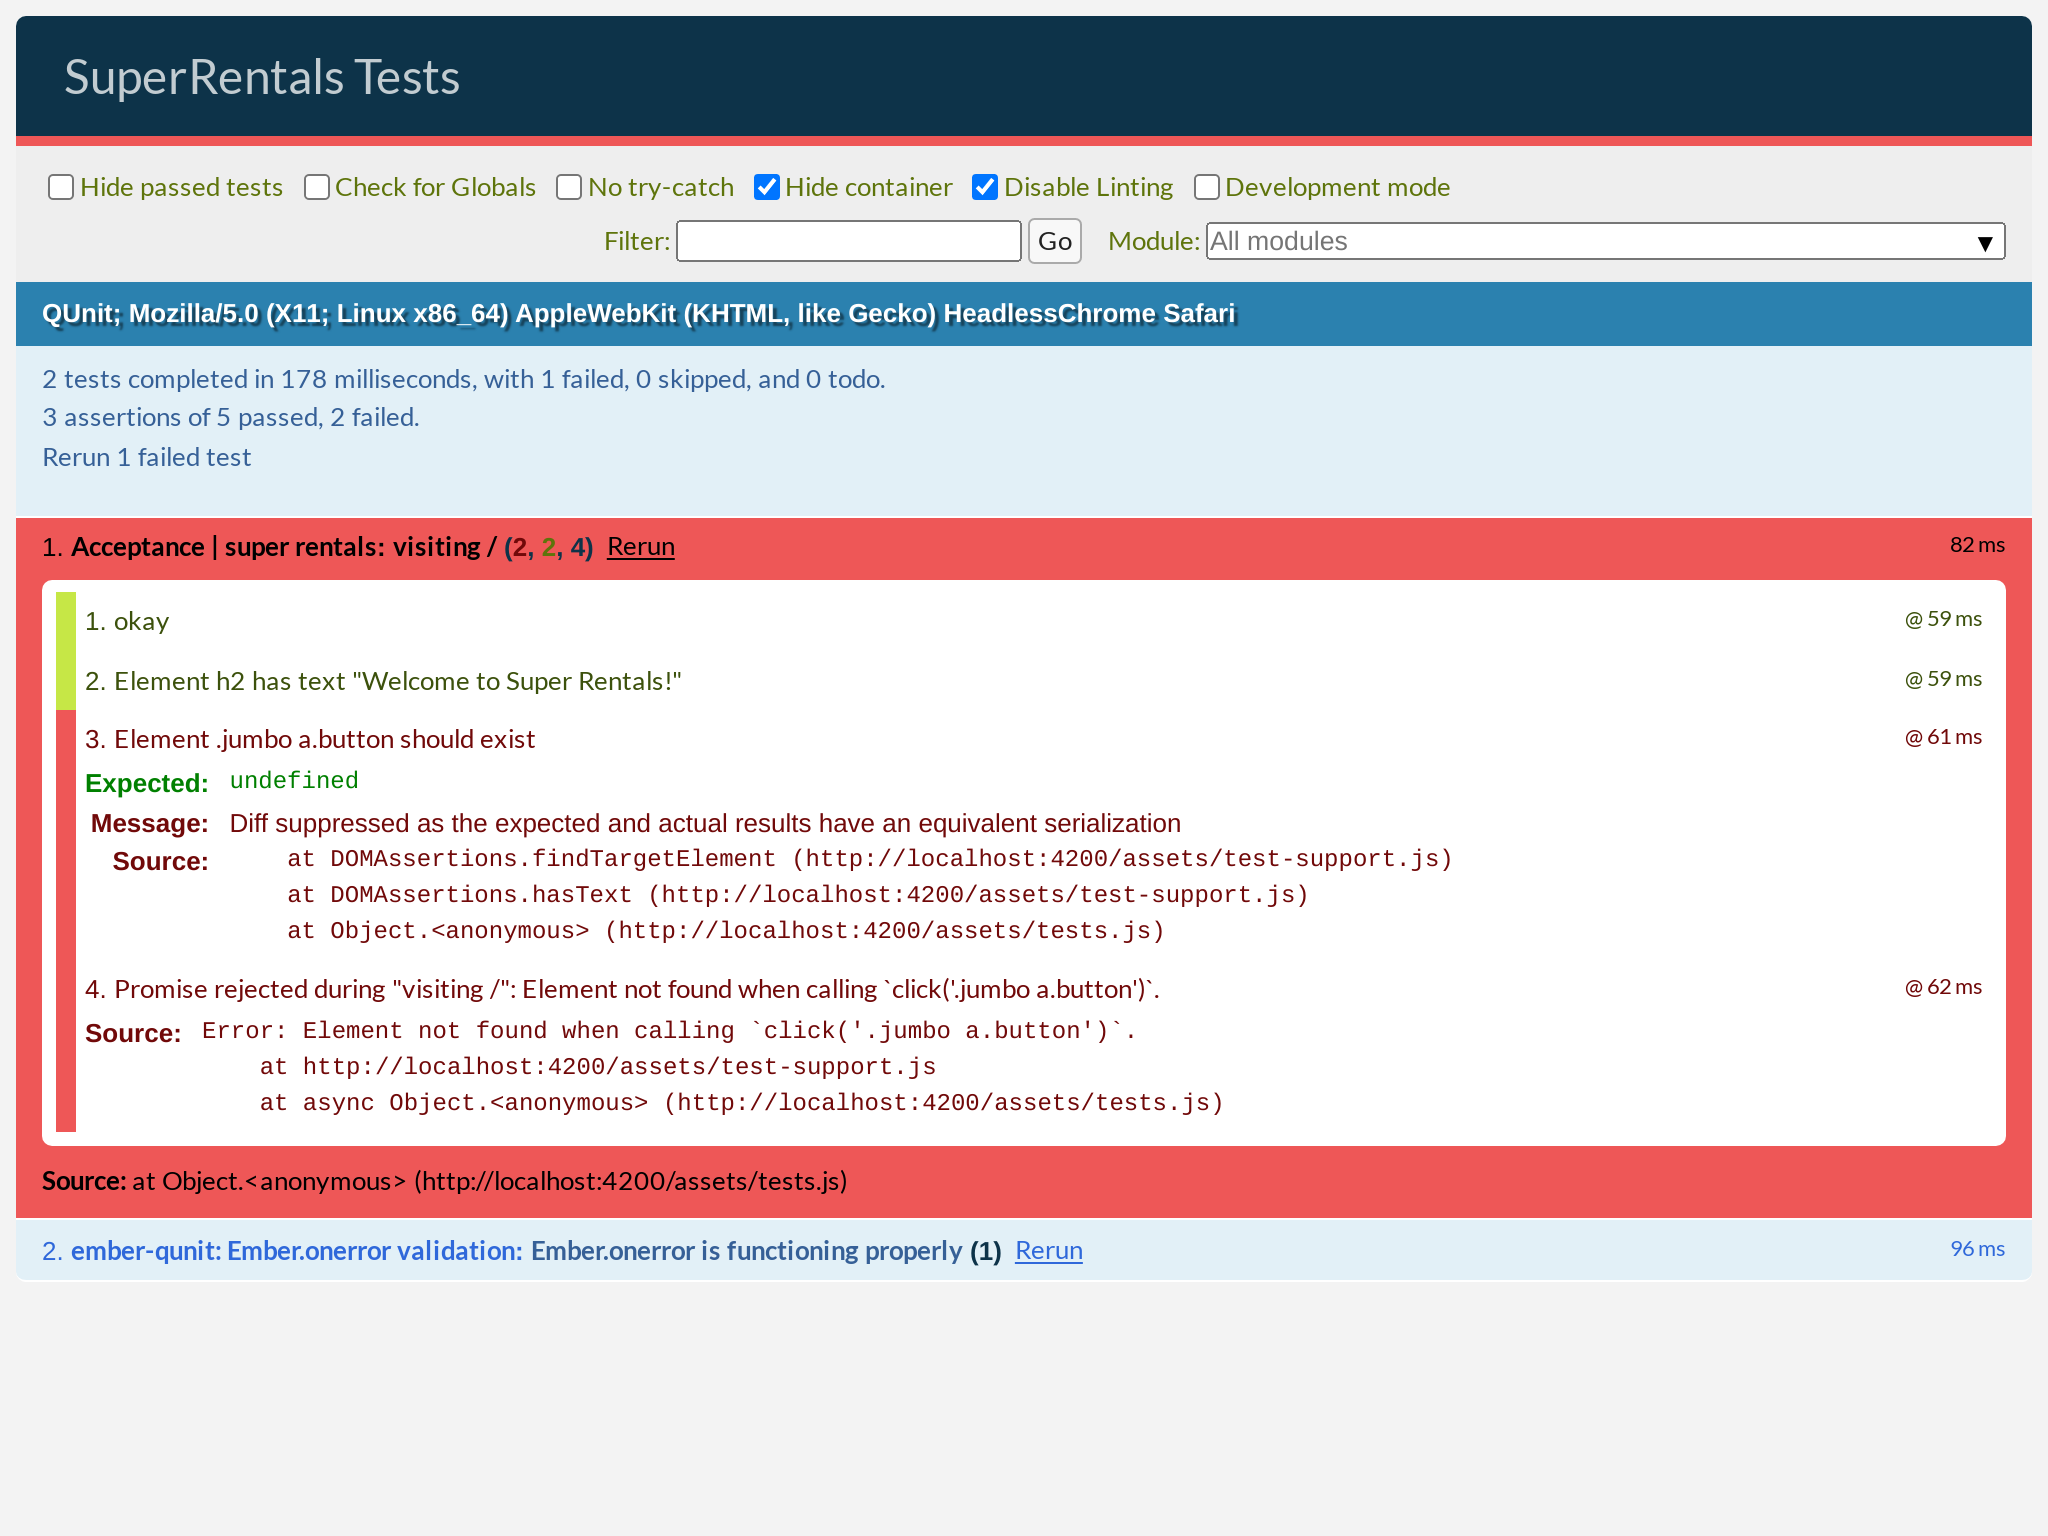 SuperRentals Tests
Hide passed tests Check for Globals No try-catch Hide container Disable Linting Development mode
Filter: Go Module: All modules ▼
QUnit; Mozilla/5.0 (X11; Linux x86_64) AppleWebKit (KHTML, like Gecko) HeadlessChrome Safari
2 tests completed in 178 milliseconds, with 1 failed, 0 skipped, and 0 todo.
3 assertions of 5 passed, 2 failed.
Rerun 1 failed test
1. Acceptance | super rentals: visiting / (2, 2, 4) Rerun 82 ms
1. okay @ 59 ms
2. Element h2 has text "Welcome to Super Rentals!" @ 59 ms
3. Element .jumbo a.button should exist @ 61 ms
Expected: undefined
Message: Diff suppressed as the expected and actual results have an equivalent serialization
Source: at DOMAssertions.findTargetElement (http://localhost:4200/assets/test-support.js)
at DOMAssertions.hasText (http://localhost:4200/assets/test-support.js)
at Object.<anonymous> (http://localhost:4200/assets/tests.js)
4. Promise rejected during "visiting /": Element not found when calling `click('.jumbo a.button')`. @ 62 ms
Source: Error: Element not found when calling `click('.jumbo a.button')`.
at http://localhost:4200/assets/test-support.js
at async Object.<anonymous> (http://localhost:4200/assets/tests.js)
Source: at Object.<anonymous> (http://localhost:4200/assets/tests.js)
2. ember-qunit: Ember.onerror validation: Ember.onerror is functioning properly (1) Rerun 96 ms